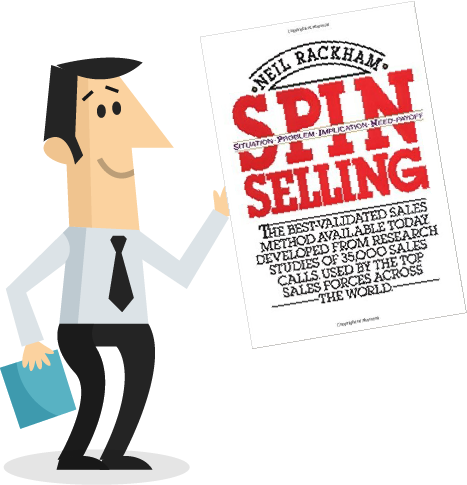 •NEIL RACKHAM•
SPIN
SITUATION·PROBLEM·IMPLICATION·NEED-PAYOFF
SELLING
THE BEST-VALIDATED SALES
METHOD AVAILABLE TODAY.
DEVELOPED FROM RESEARCH
STUDIES OF 35,000 SALES
CALLS. USED BY THE TOP
SALES FORCES ACROSS
THE WORLD.